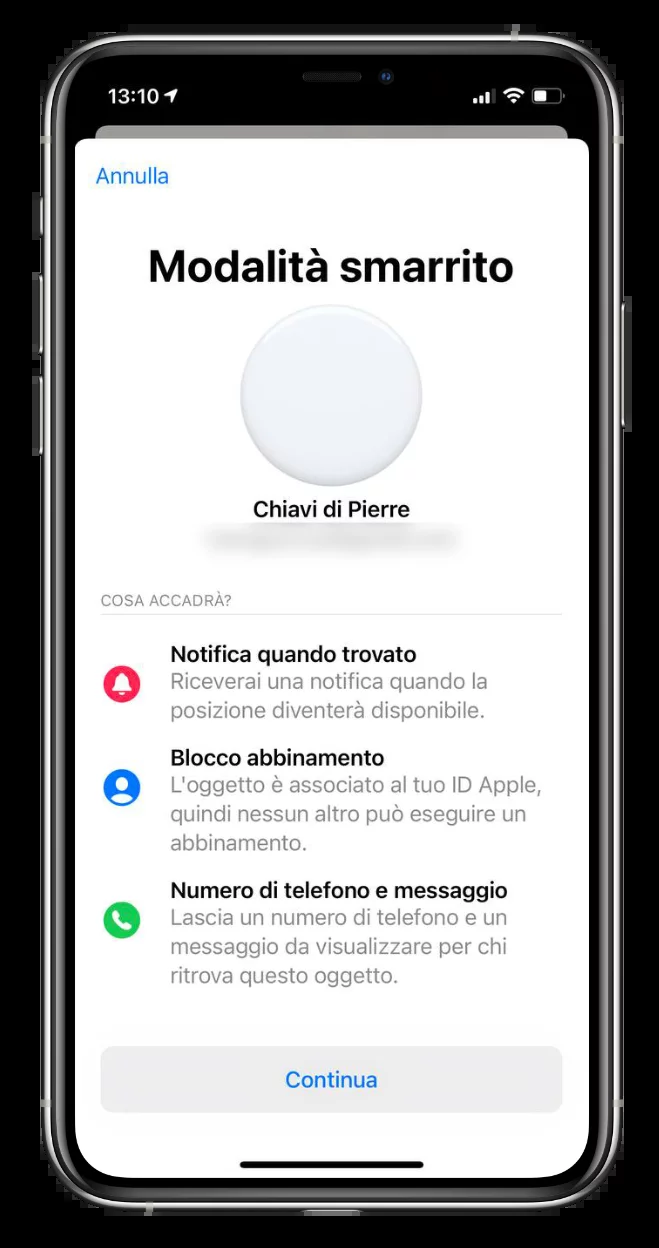 13:10
Annulla
Modalità smarrito
Chiavi di Pierre
COSA ACCADRÀ?
Notifica quando trovato
Riceverai una notifica quando la
posizione diventerà disponibile.
Blocco abbinamento
L'oggetto è associato al tuo ID Apple,
quindi nessun altro può eseguire un
abbinamento.
Numero di telefono e messaggio
Lascia un numero di telefono e un
messaggio da visualizzare per chi
ritrova questo oggetto.
Continua